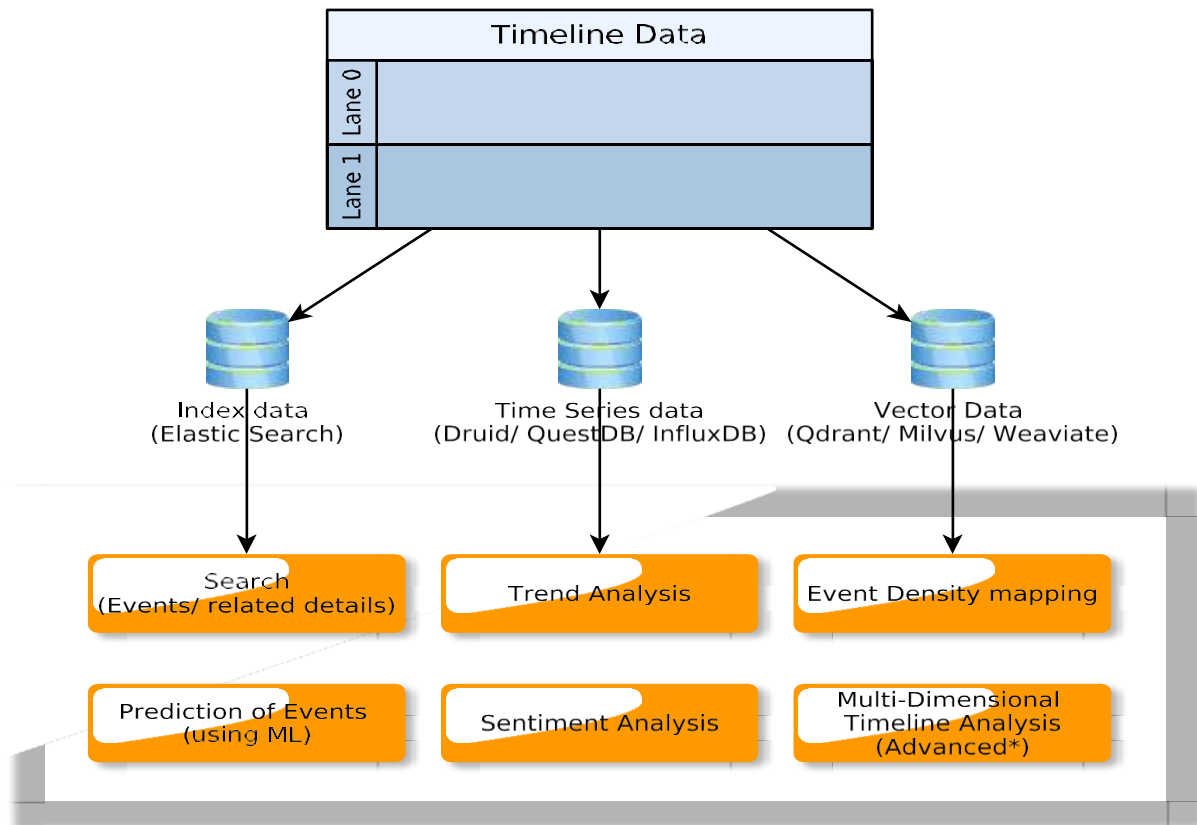 Timeline Data
Lane 0
Lane 1
Index data
(Elastic Search)
Time Series data
(Druid/ QuestDB/ InfluxDB)
Vector Data
(Qdrant/ Milvus/ Weaviate)
Search
(Events/ related details)
Trend Analysis
Event Density mapping
Prediction of Events
(using ML)
Sentiment Analysis
Multi-Dimensional
Timeline Analysis
(Advanced*)